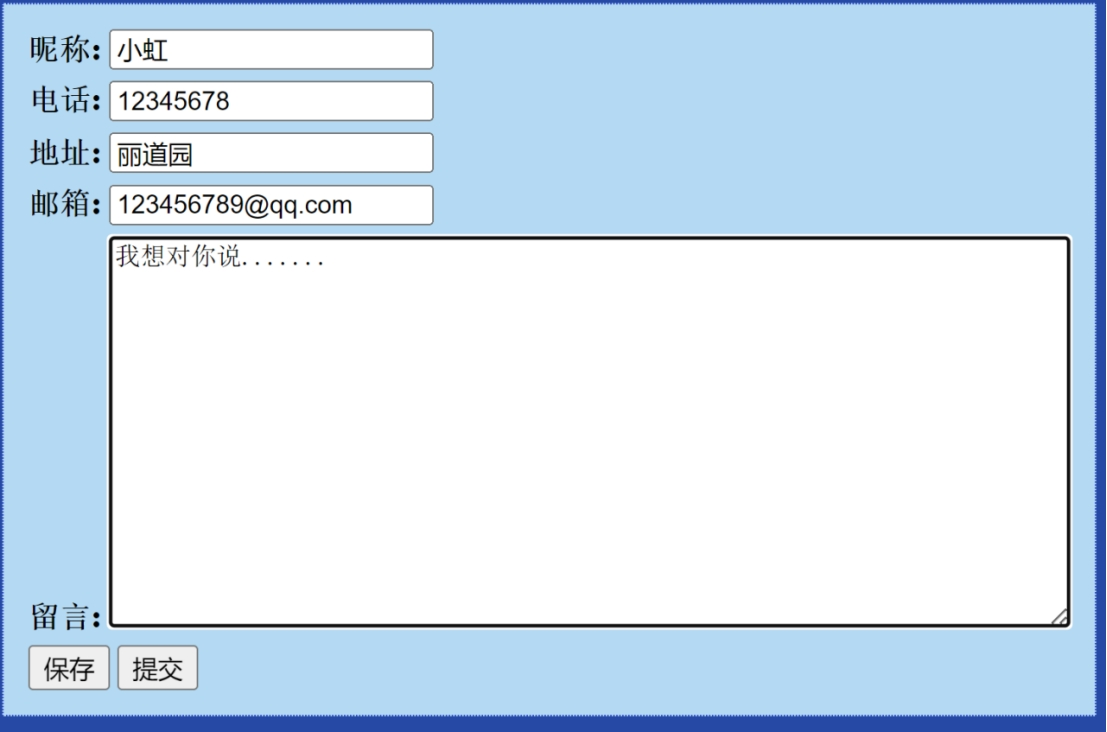 昵称: 小虹
电话: 12345678
地址: 丽道园
邮箱: 123456789@qq.com
我想对你说.......
留言:
保存 提交